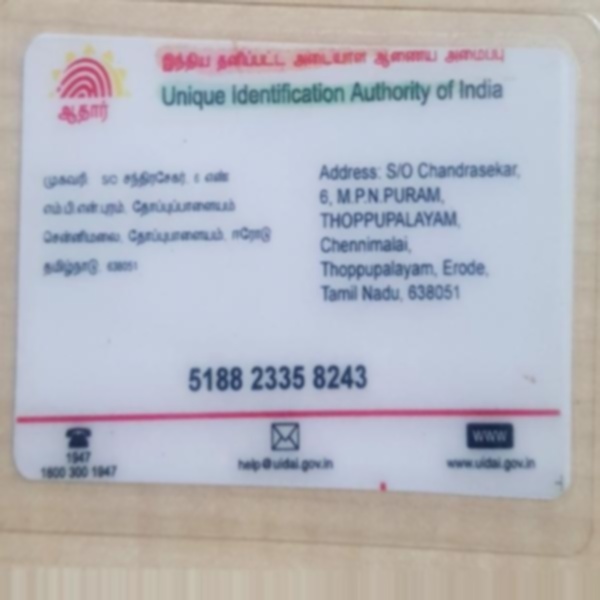 இந்திய தனிப்பட்ட அடையாள ஆணைய அமைப்பு
Unique Identification Authority of India
ஆதார்
முகவரி: S/O சந்திரசேகர், 6 எண்
எம்.பி.என்.புரம், தோப்புப்பாளையம்
சென்னிமலை, தோப்புபாளையம், ஈரோடு
தமிழ்நாடு, 638051
Address: S/O Chandrasekar,
6, M.P.N.PURAM,
THOPPUPALAYAM,
Chennimalai,
Thoppupalayam, Erode,
Tamil Nadu, 638051
5188 2335 8243
1947
1800 300 1947
help@uidai.gov.in
WWW
www.uidai.gov.in